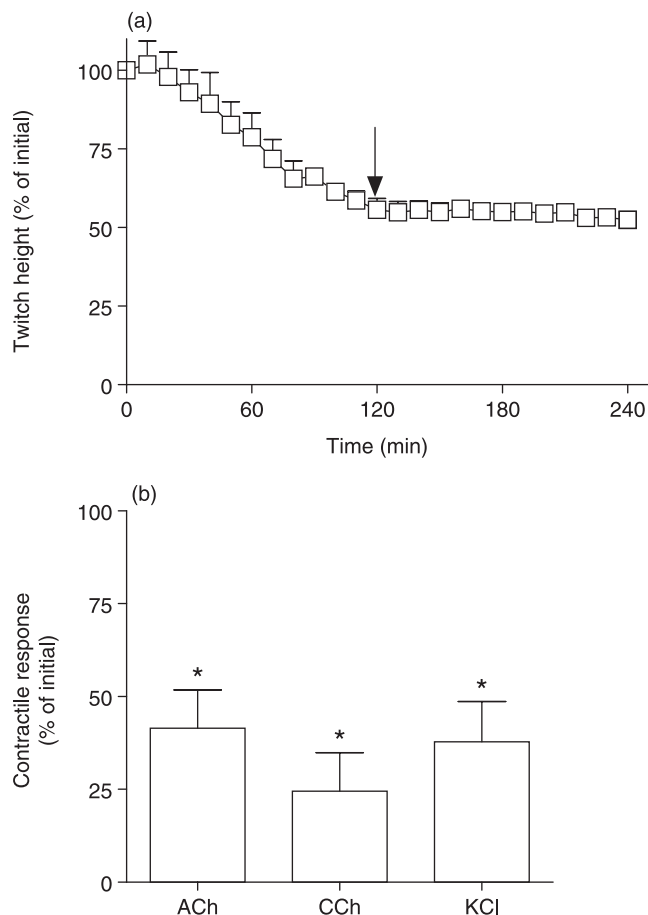 (a)
100
75
50
25
0
Twitch height (% of initial)
0 60 120 180 240
Time (min)
(b)
100
75
50
25
0
Contractile response
(% of initial)
* * *
ACh CCh KCl